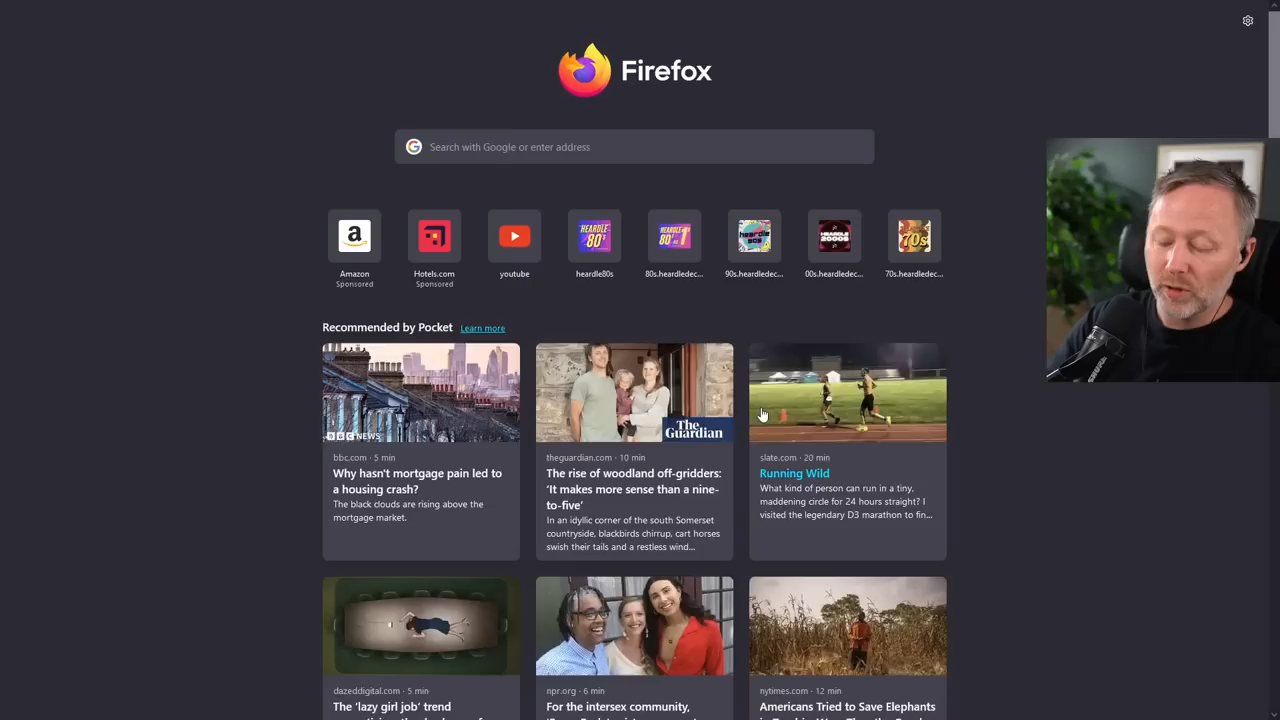 Firefox
Search with Google or enter address
Amazon
Sponsored
Hotels.com
Sponsored
youtube
heardle80s
80s.heardledec...
90s.heardledec...
00s.heardledec...
70s.heardledec...
HEARDLE
80's
HEARDLE
HEARDLE
2000s
70s
Recommended by Pocket Learn more
BBC NEWS
bbc.com · 5 min
Why hasn't mortgage pain led to
a housing crash?
The black clouds are rising above the
mortgage market.
The
Guardian
theguardian.com · 10 min
The rise of woodland off-gridders:
‘It makes more sense than a nine-
to-five’
In an idyllic corner of the south Somerset
countryside, blackbirds chirrup, cart horses
swish their tails and a restless wind...
slate.com · 20 min
Running Wild
What kind of person can run in a tiny,
maddening circle for 24 hours straight? I
visited the legendary D3 marathon to fin...
dazeddigital.com · 5 min
The ‘lazy girl job’ trend
npr.org · 6 min
For the intersex community,
nytimes.com · 12 min
Americans Tried to Save Elephants